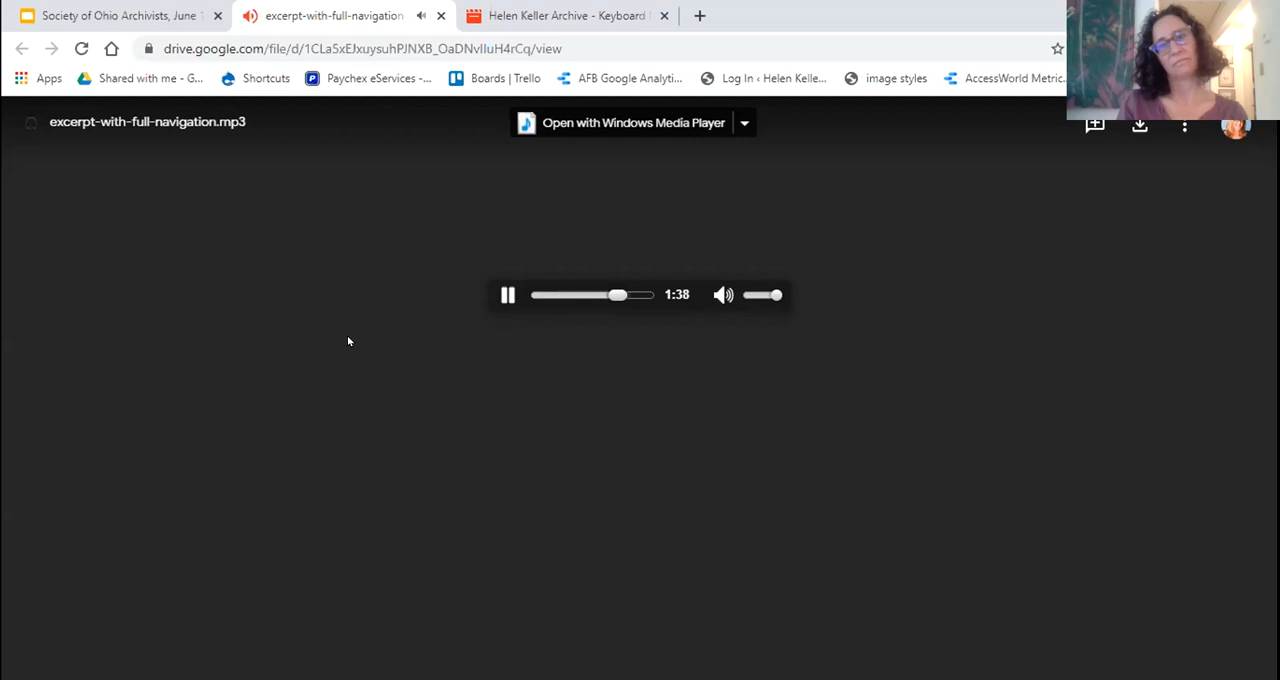 Society of Ohio Archivists, June 1
excerpt-with-full-navigation
Helen Keller Archive - Keyboard
drive.google.com/file/d/1CLa5xEJxuysuhPJNXB_OaDNvlIuH4rCq/view
Apps
Shared with me - G...
Shortcuts
Paychex eServices -...
Boards | Trello
AFB Google Analyti...
Log In ‹ Helen Kelle...
image styles
AccessWorld Metric...
excerpt-with-full-navigation.mp3
Open with Windows Media Player
1:38